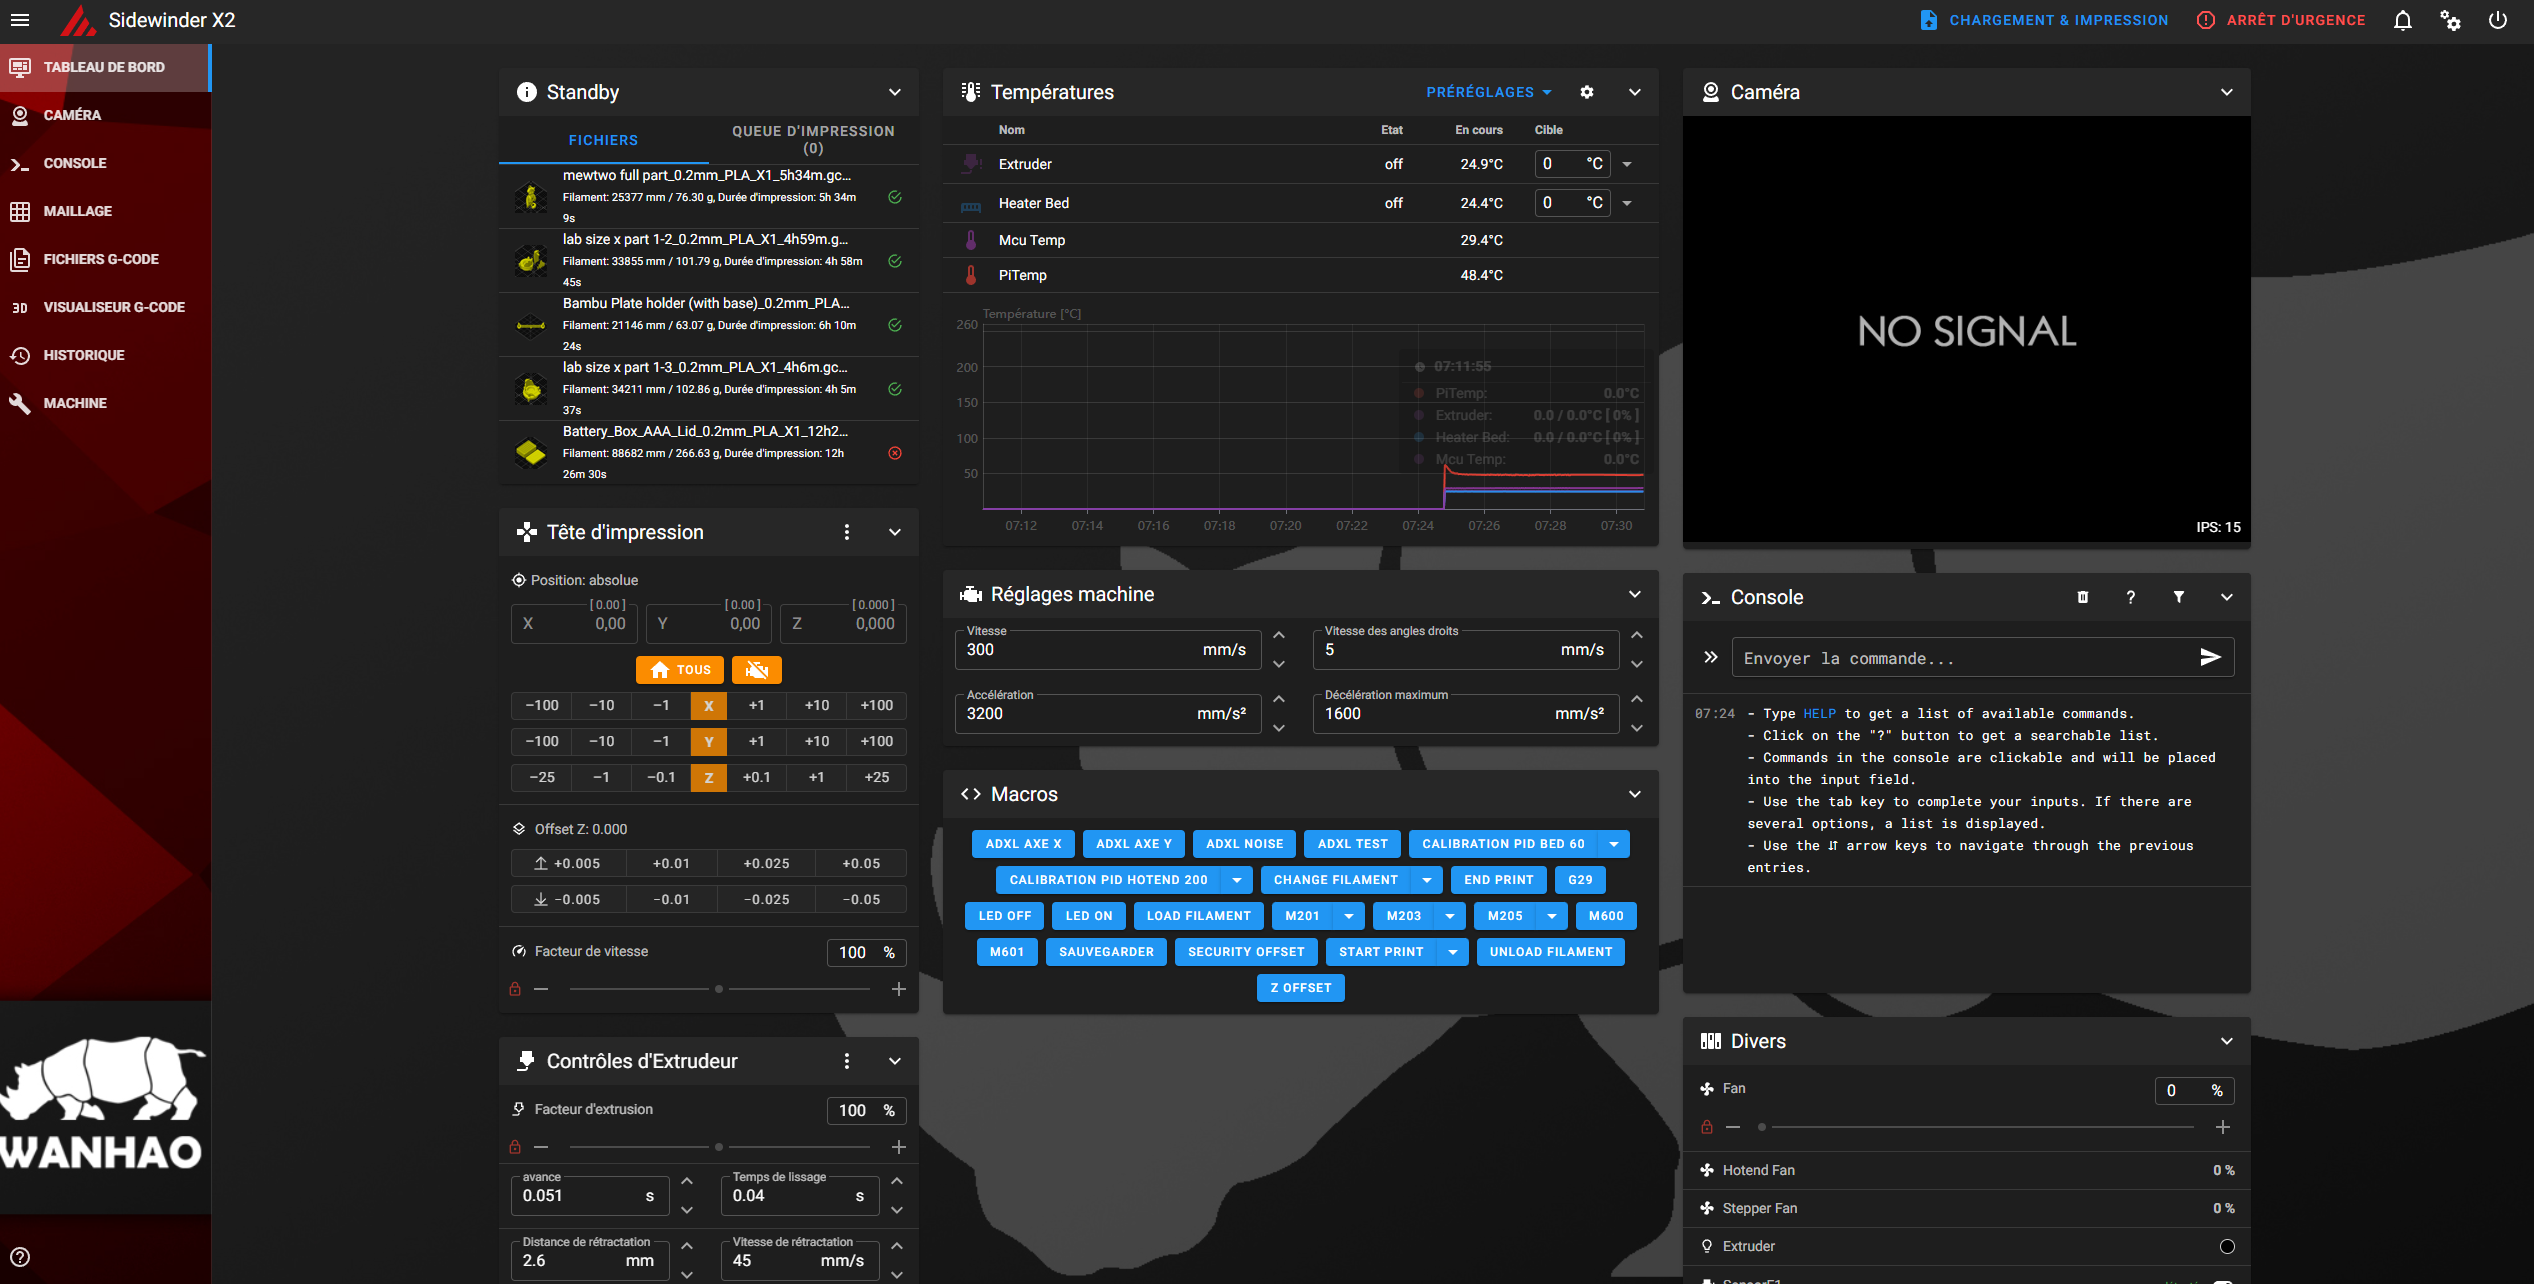 Sidewinder X2
CHARGEMENT & IMPRESSION
ARRÊT D'URGENCE
TABLEAU DE BORD
CAMÉRA
CONSOLE
MAILLAGE
FICHIERS G-CODE
3D VISUALISEUR G-CODE
HISTORIQUE
MACHINE
WANHAO
Standby
FICHIERS
QUEUE D'IMPRESSION
(0)
mewtwo full part_0.2mm_PLA_X1_5h34m.gc...
Filament: 25377 mm / 76.30 g, Durée d'impression: 5h 34m
9s
lab size x part 1-2_0.2mm_PLA_X1_4h59m.g...
Filament: 33855 mm / 101.79 g, Durée d'impression: 4h 58m
45s
Bambu Plate holder (with base)_0.2mm_PLA...
Filament: 21146 mm / 63.07 g, Durée d'impression: 6h 10m
24s
lab size x part 1-3_0.2mm_PLA_X1_4h6m.gc...
Filament: 34211 mm / 102.86 g, Durée d'impression: 4h 5m
37s
Battery_Box_AAA_Lid_0.2mm_PLA_X1_12h2...
Filament: 88682 mm / 266.63 g, Durée d'impression: 12h
26m 30s
Tête d'impression
Position: absolue
[ 0.00 ] [ 0.00 ] [ 0.000 ]
X 0,00 Y 0,00 Z 0,000
TOUS
−100 −10 −1 X +1 +10 +100
−100 −10 −1 Y +1 +10 +100
−25 −1 −0.1 Z +0.1 +1 +25
Offset Z: 0.000
+0.005 +0.01 +0.025 +0.05
−0.005 −0.01 −0.025 −0.05
Facteur de vitesse 100 %
Contrôles d'Extrudeur
Facteur d'extrusion 100 %
avance Temps de lissage
0.051 s 0.04 s
Distance de rétractation Vitesse de rétractation
2.6 mm 45 mm/s
Températures
PRÉRÉGLAGES
Nom Etat En cours Cible
Extruder off 24.9°C 0 °C
Heater Bed off 24.4°C 0 °C
Mcu Temp 29.4°C
PiTemp 48.4°C
Température [°C]
260
200
150
100
50
07:11:55
PiTemp: 0.0°C
Extruder: 0.0 / 0.0°C [ 0% ]
Heater Bed: 0.0 / 0.0°C [ 0% ]
Mcu Temp: 0.0°C
07:12 07:14 07:16 07:18 07:20 07:22 07:24 07:26 07:28 07:30
Réglages machine
Vitesse Vitesse des angles droits
300 mm/s 5 mm/s
Accélération Décélération maximum
3200 mm/s² 1600 mm/s²
Macros
ADXL AXE X ADXL AXE Y ADXL NOISE ADXL TEST CALIBRATION PID BED 60
CALIBRATION PID HOTEND 200 CHANGE FILAMENT END PRINT G29
LED OFF LED ON LOAD FILAMENT M201 M203 M205 M600
M601 SAUVEGARDER SECURITY OFFSET START PRINT UNLOAD FILAMENT
Z OFFSET
Caméra
NO SIGNAL
IPS: 15
Console
Envoyer la commande...
07:24 - Type HELP to get a list of available commands.
- Click on the "?" button to get a searchable list.
- Commands in the console are clickable and will be placed
into the input field.
- Use the tab key to complete your inputs. If there are
several options, a list is displayed.
- Use the ⇵ arrow keys to navigate through the previous
entries.
Divers
Fan 0 %
Hotend Fan 0 %
Stepper Fan 0 %
Extruder